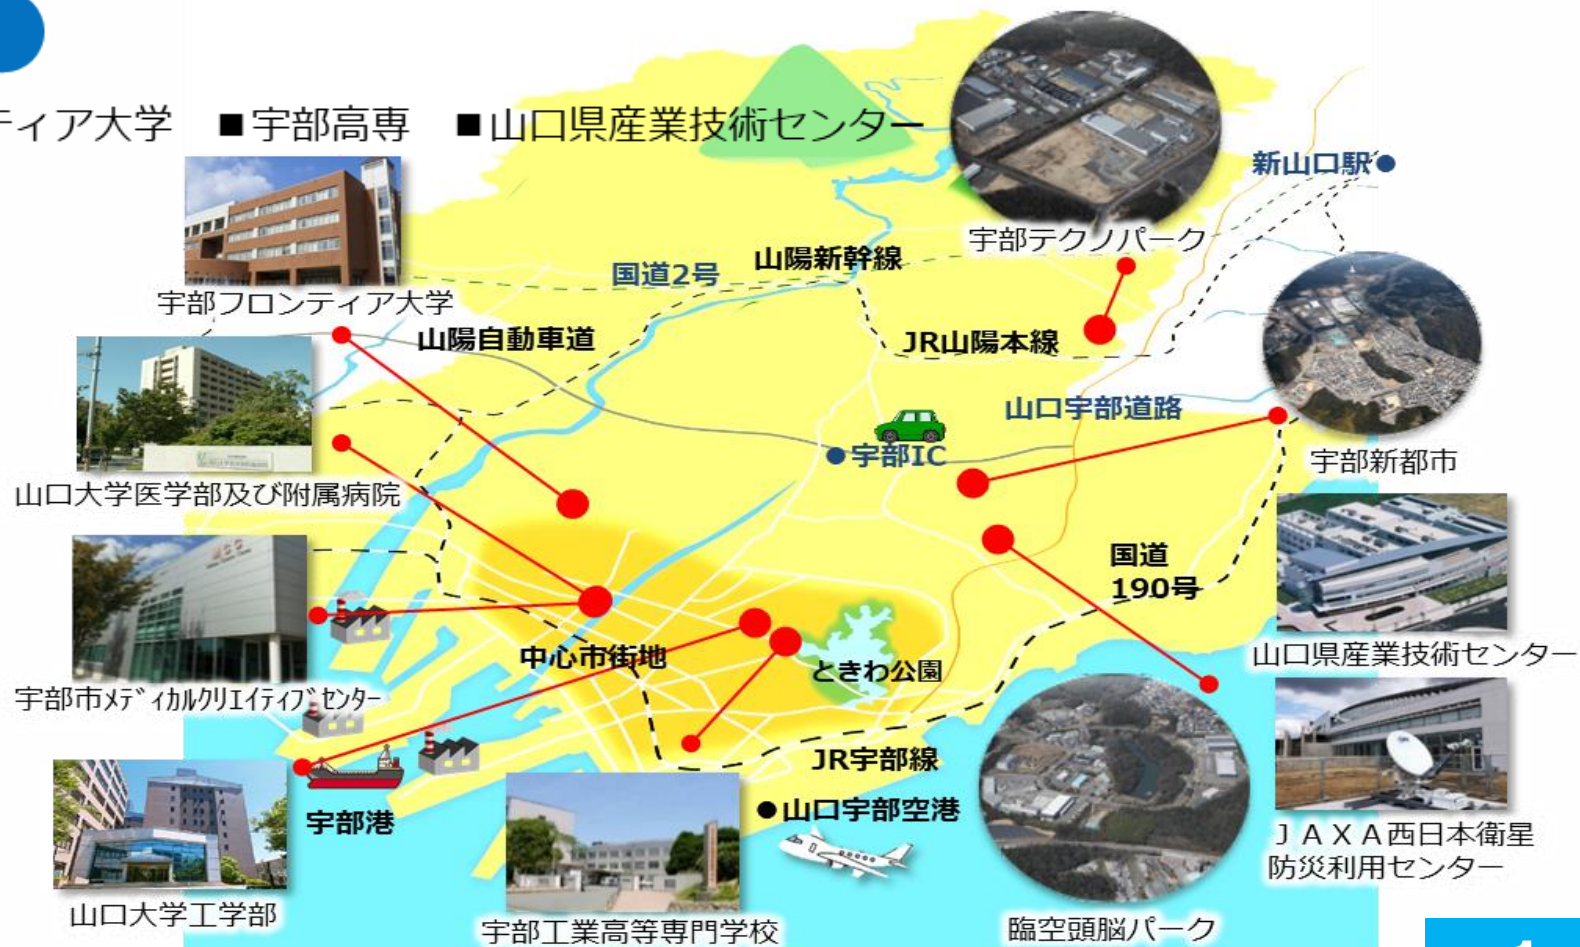 ティア大学　■宇部高専　■山口県産業技術センター
新山口駅●
宇部テクノパーク
山陽新幹線
国道2号
宇部フロンティア大学
山陽自動車道
JR山陽本線
山口宇部道路
●宇部IC
宇部新都市
山口大学医学部及び附属病院
MCC
国道
190号
山口県産業技術センター
中心市街地
ときわ公園
宇部市ﾒﾃﾞｨｶﾙｸﾘｴｲﾃｨﾌﾞｾﾝﾀｰ
JR宇部線
●山口宇部空港
宇部港
ＪＡＸＡ西日本衛星
防災利用センター
山口大学工学部
宇部工業高等専門学校
臨空頭脳パーク